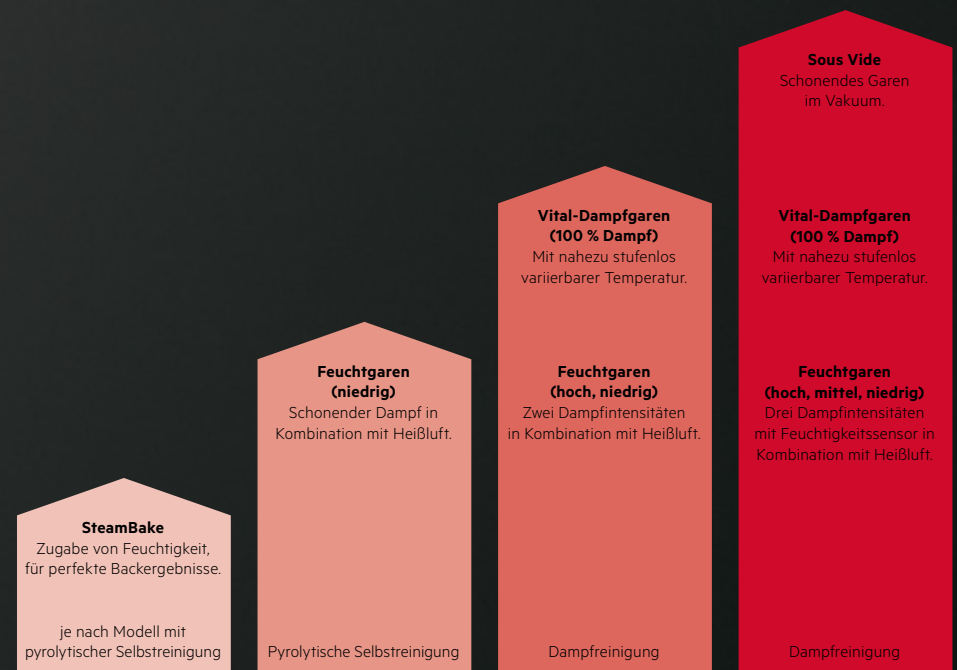 SteamBake
Zugabe von Feuchtigkeit,
für perfekte Backergebnisse.
je nach Modell mit
pyrolytischer Selbstreinigung
Feuchtgaren
(niedrig)
Schonender Dampf in
Kombination mit Heißluft.
Pyrolytische Selbstreinigung
Vital-Dampfgaren
(100 % Dampf)
Mit nahezu stufenlos
variierbarer Temperatur.
Feuchtgaren
(hoch, niedrig)
Zwei Dampfintensitäten
in Kombination mit Heißluft.
Dampfreinigung
Sous Vide
Schonendes Garen
im Vakuum.
Vital-Dampfgaren
(100 % Dampf)
Mit nahezu stufenlos
variierbarer Temperatur.
Feuchtgaren
(hoch, mittel, niedrig)
Drei Dampfintensitäten
mit Feuchtigkeitssensor in
Kombination mit Heißluft.
Dampfreinigung